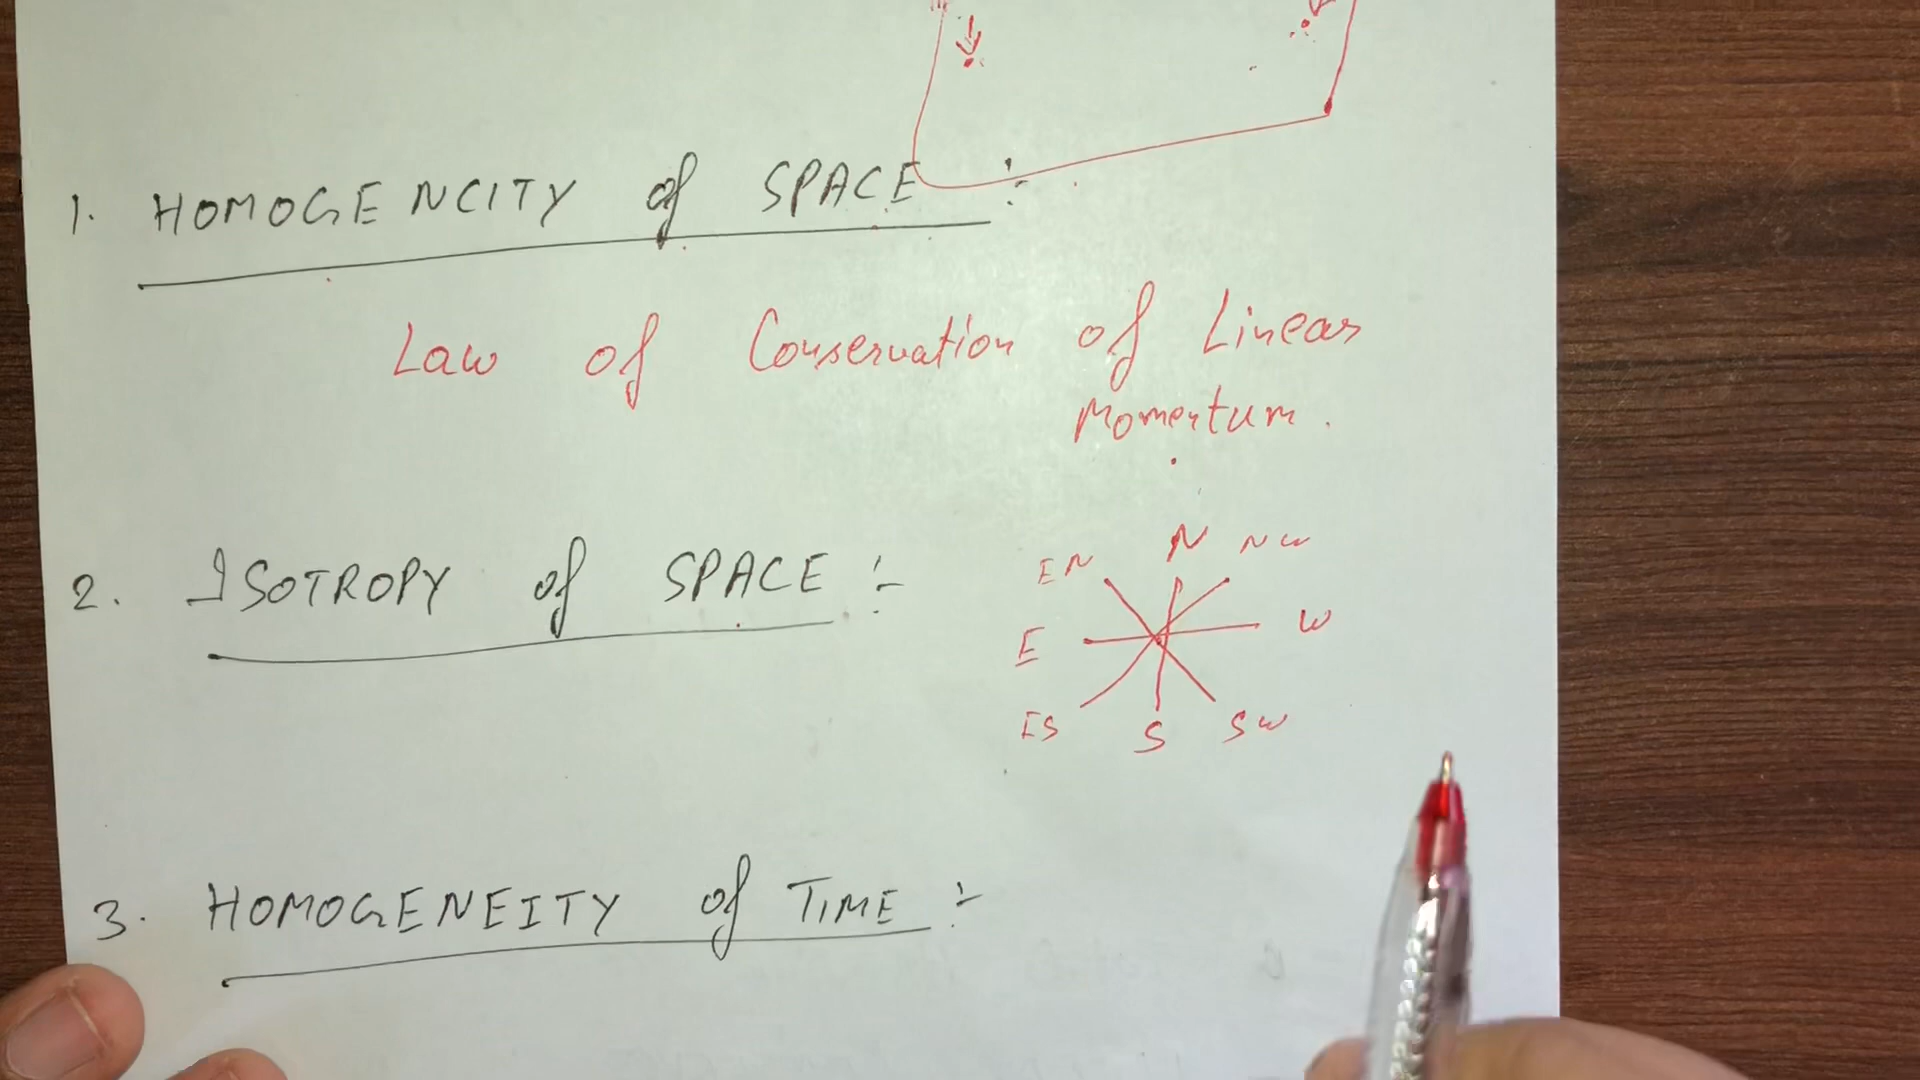 1. HOMOGENCITY of SPACE :-
Law of Conservation of Linear
Momentum.
2. ISOTROPY of SPACE :-
EN N NW
E W
ES S SW
3. HOMOGENEITY of TIME :-